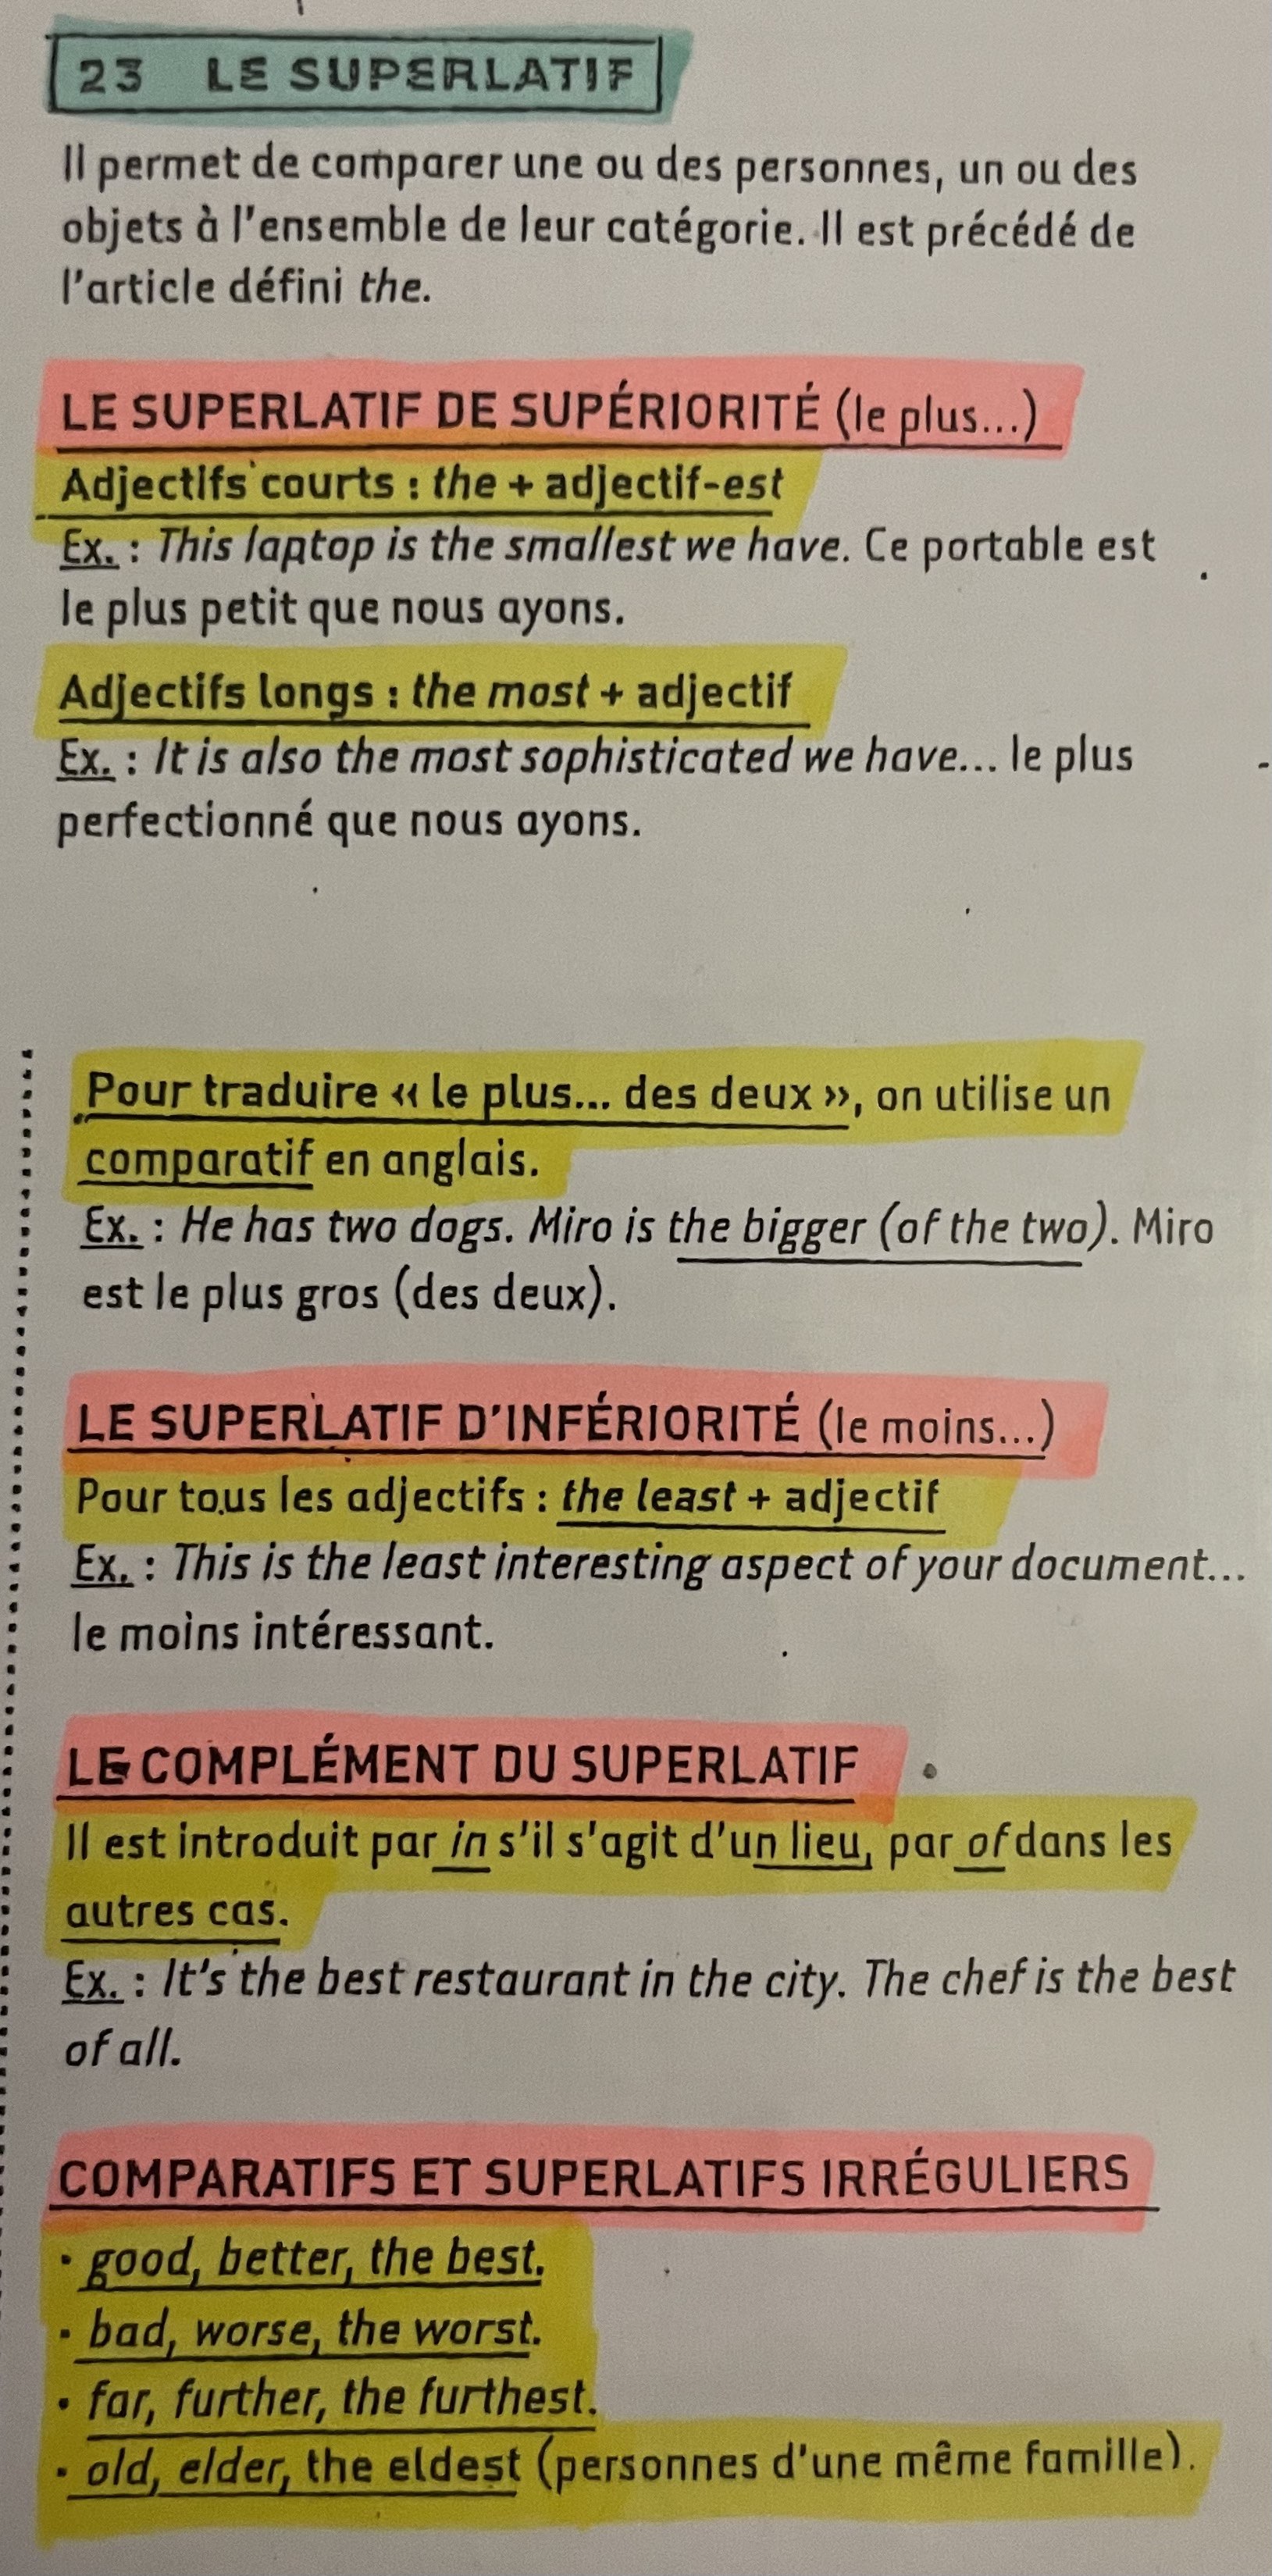 23 LE SUPERLATIF
Il permet de comparer une ou des personnes, un ou des
objets à l'ensemble de leur catégorie. Il est précédé de
l'article défini the.
LE SUPERLATIF DE SUPÉRIORITÉ (le plus...)
Adjectifs courts : the + adjectif-est
Ex. : This laptop is the smallest we have. Ce portable est
le plus petit que nous ayons.
Adjectifs longs : the most + adjectif
Ex. : It is also the most sophisticated we have... le plus
perfectionné que nous ayons.
Pour traduire « le plus... des deux », on utilise un
comparatif en anglais.
Ex. : He has two dogs. Miro is the bigger (of the two). Miro
est le plus gros (des deux).
LE SUPERLATIF D'INFÉRIORITÉ (le moins...)
Pour tous les adjectifs : the least + adjectif
Ex. : This is the least interesting aspect of your document...
le moins intéressant.
LE COMPLÉMENT DU SUPERLATIF
Il est introduit par in s'il s'agit d'un lieu, par of dans les
autres cas.
Ex. : It's the best restaurant in the city. The chef is the best
of all.
COMPARATIFS ET SUPERLATIFS IRRÉGULIERS
• good, better, the best.
• bad, worse, the worst.
• far, further, the furthest.
• old, elder, the eldest (personnes d'une même famille).